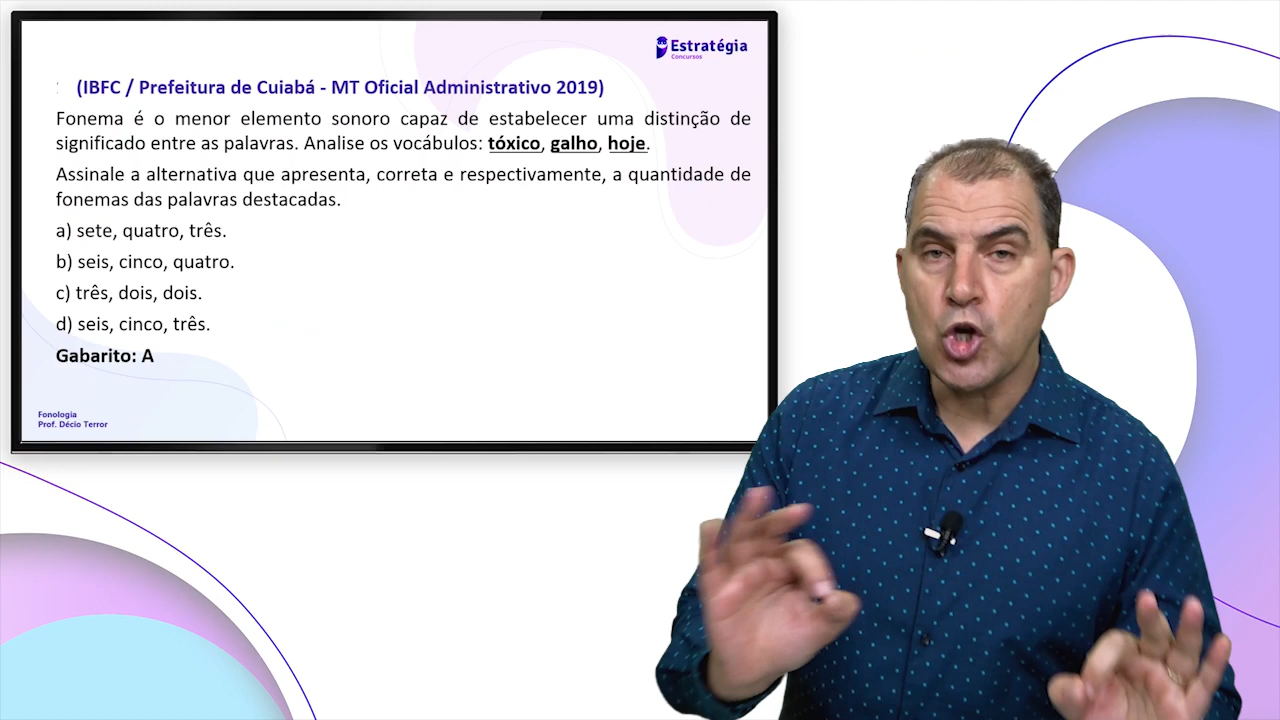 Estratégia
Concursos
(IBFC / Prefeitura de Cuiabá - MT Oficial Administrativo 2019)
Fonema é o menor elemento sonoro capaz de estabelecer uma distinção de
significado entre as palavras. Analise os vocábulos: tóxico, galho, hoje.
Assinale a alternativa que apresenta, correta e respectivamente, a quantidade de
fonemas das palavras destacadas.
a) sete, quatro, três.
b) seis, cinco, quatro.
c) três, dois, dois.
d) seis, cinco, três.
Gabarito: A
Fonologia
Prof. Décio Terror